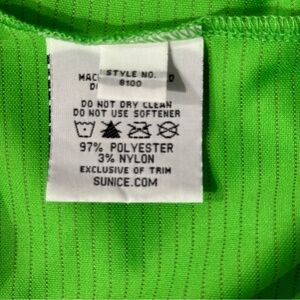 STYLE NO.
8100
DO NOT DRY CLEAN
DO NOT USE SOFTENER
97% POLYESTER
3% NYLON
EXCLUSIVE OF TRIM
SUNICE.COM